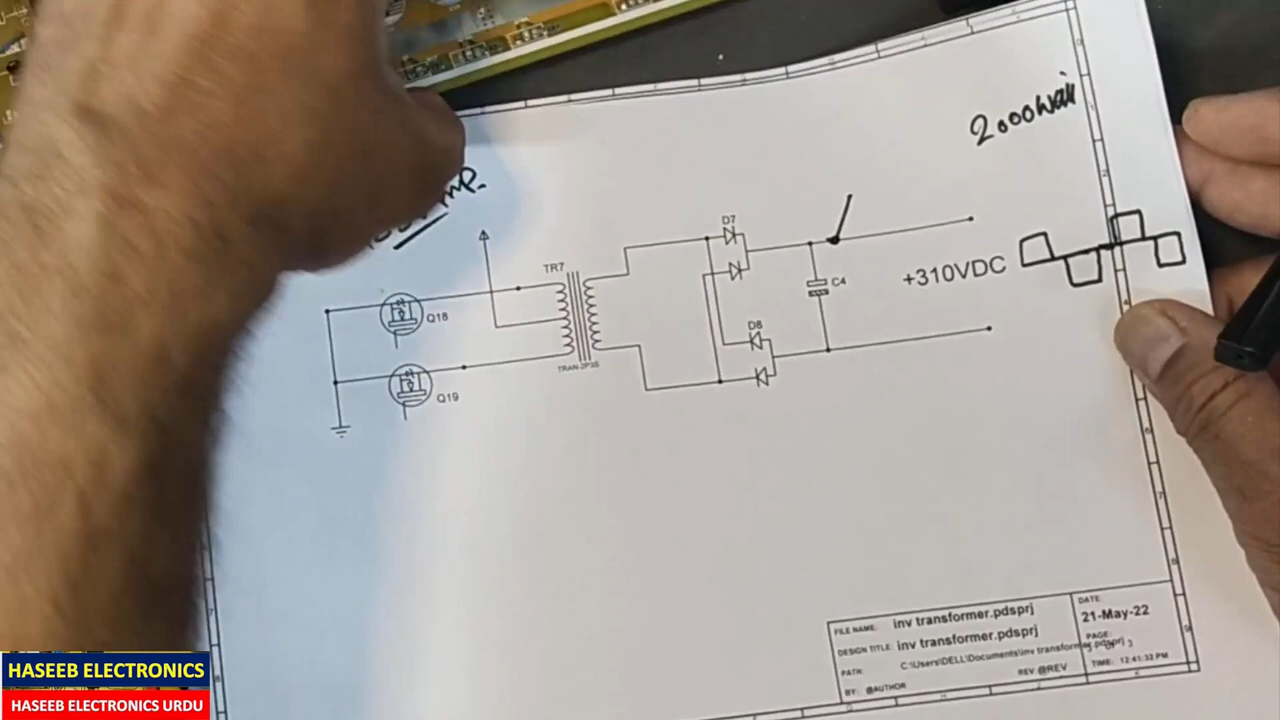 2000Watt
D7
TR7
C4
+310VDC
Q18
D8
TRAN-2P3S
Q19
FILE NAME:
inv transformer.pdsprj
DATE:
21-May-22
DESIGN TITLE:
inv transformer.pdsprj
PAGE:
PATH:
C:\Users\DELL\Documents\inv transformer.pdsprj
3
BY:
@AUTHOR
REV:@REV
TIME:
12:41:32 PM
HASEEB ELECTRONICS
HASEEB ELECTRONICS URDU